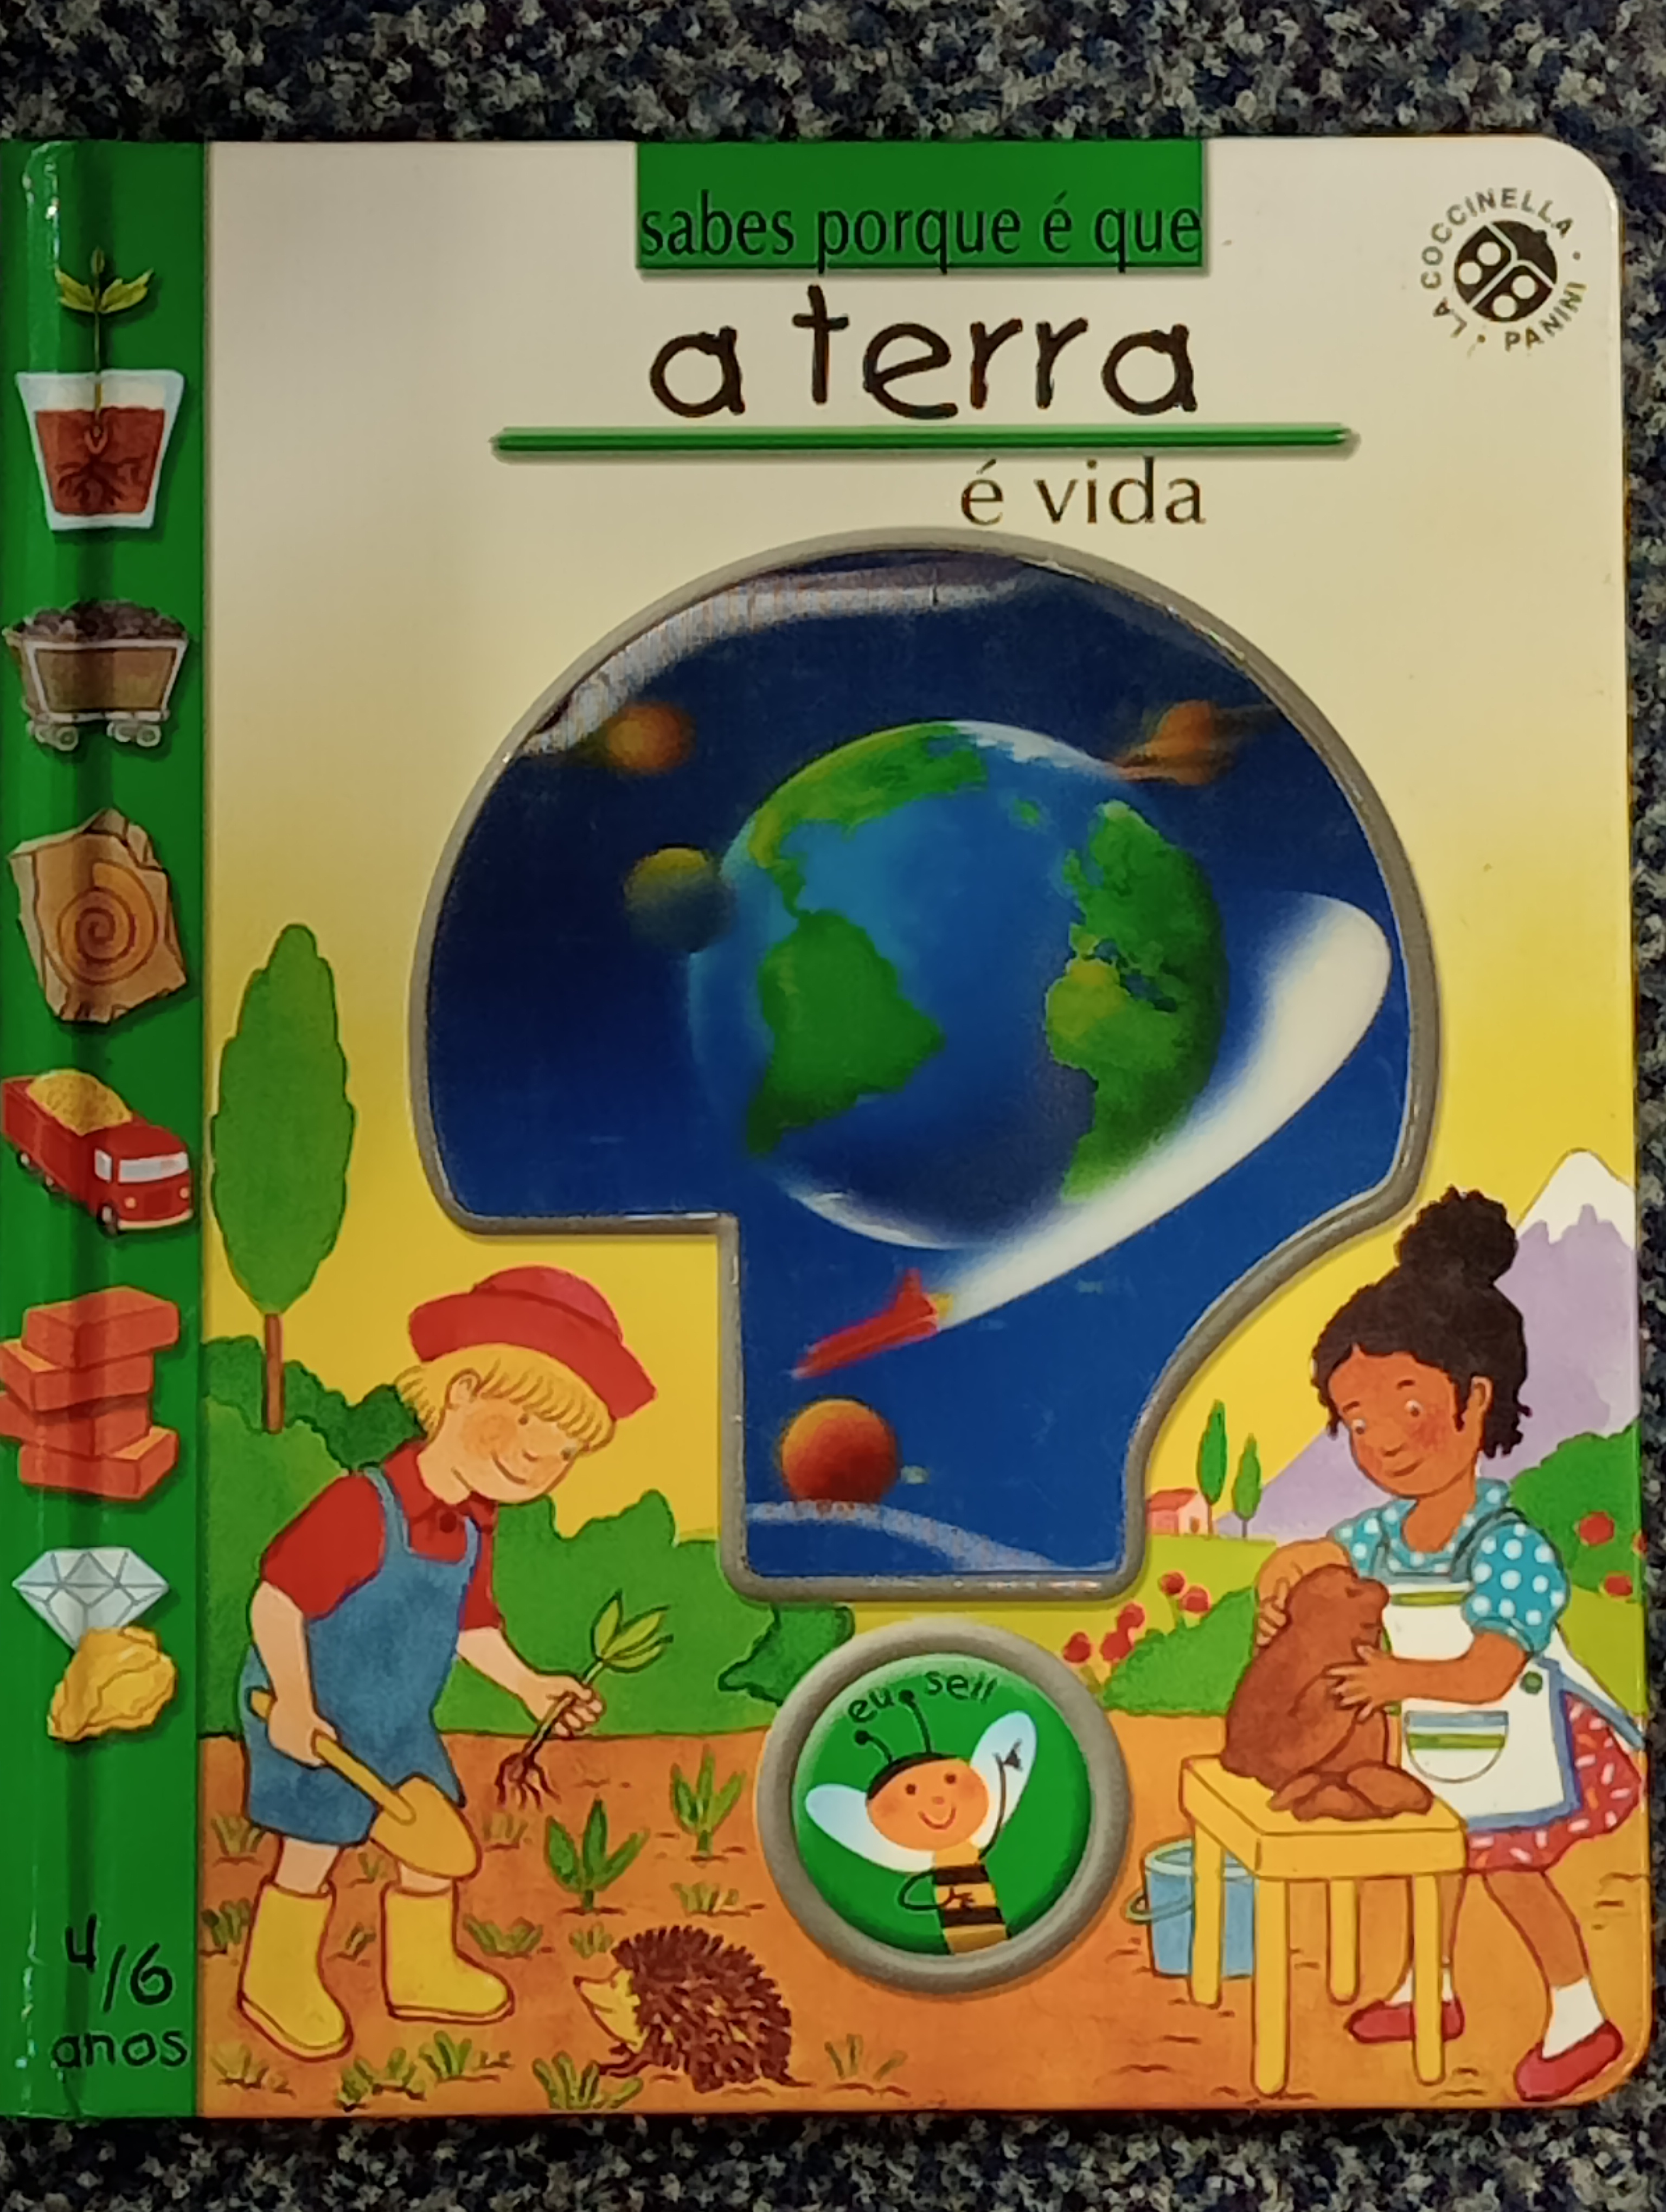 sabes porque é que
a terra
é vida
LA COCCINELLA · PANINI ·
eu sei!
4/6
anos